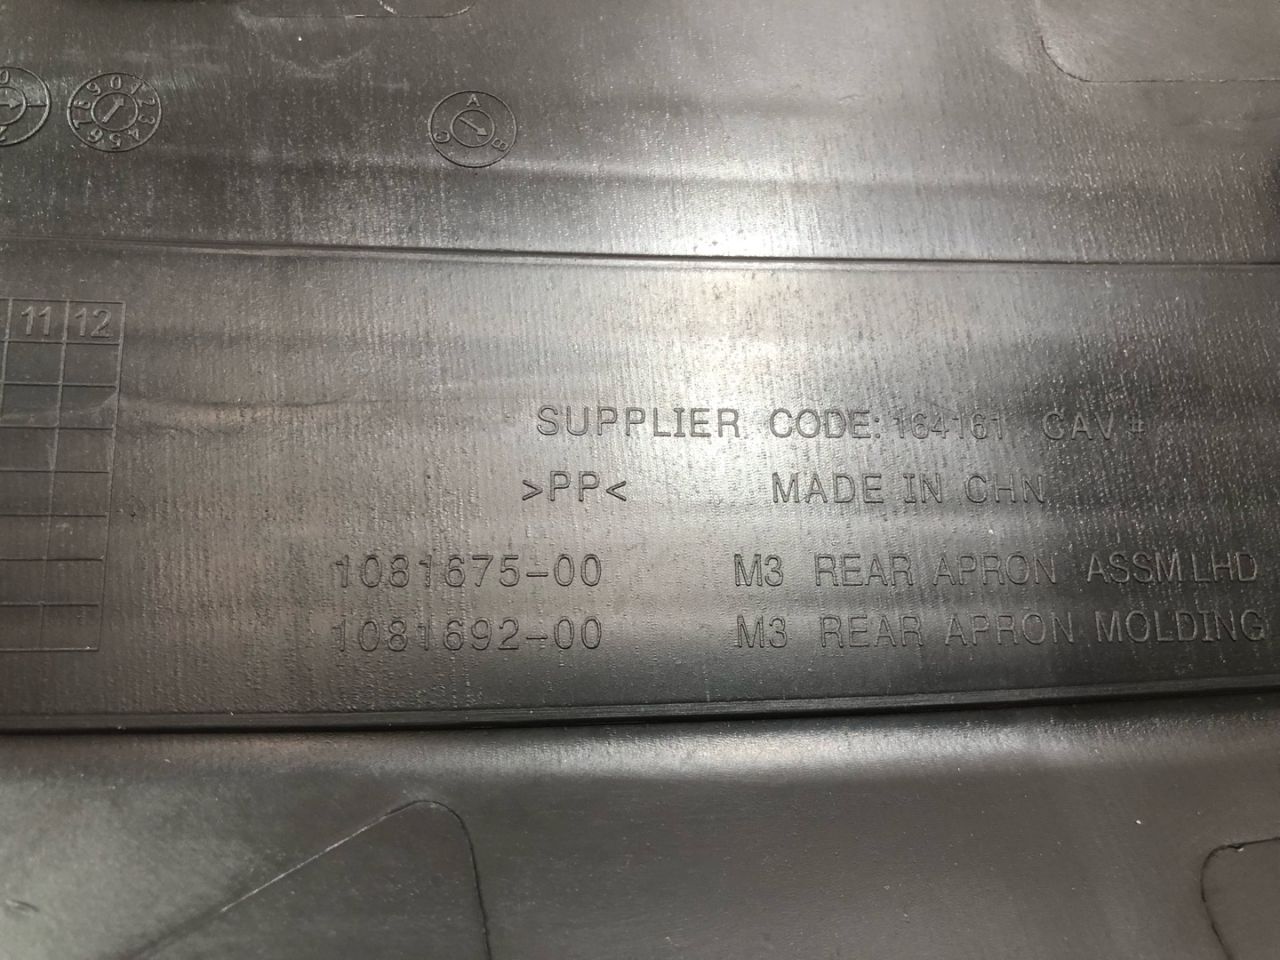 A
B
C
11 12
SUPPLIER CODE: 164161 CAV #
>PP< MADE IN CHN
1081675-00 M3 REAR APRON ASSM LHD
1081692-00 M3 REAR APRON MOLDING